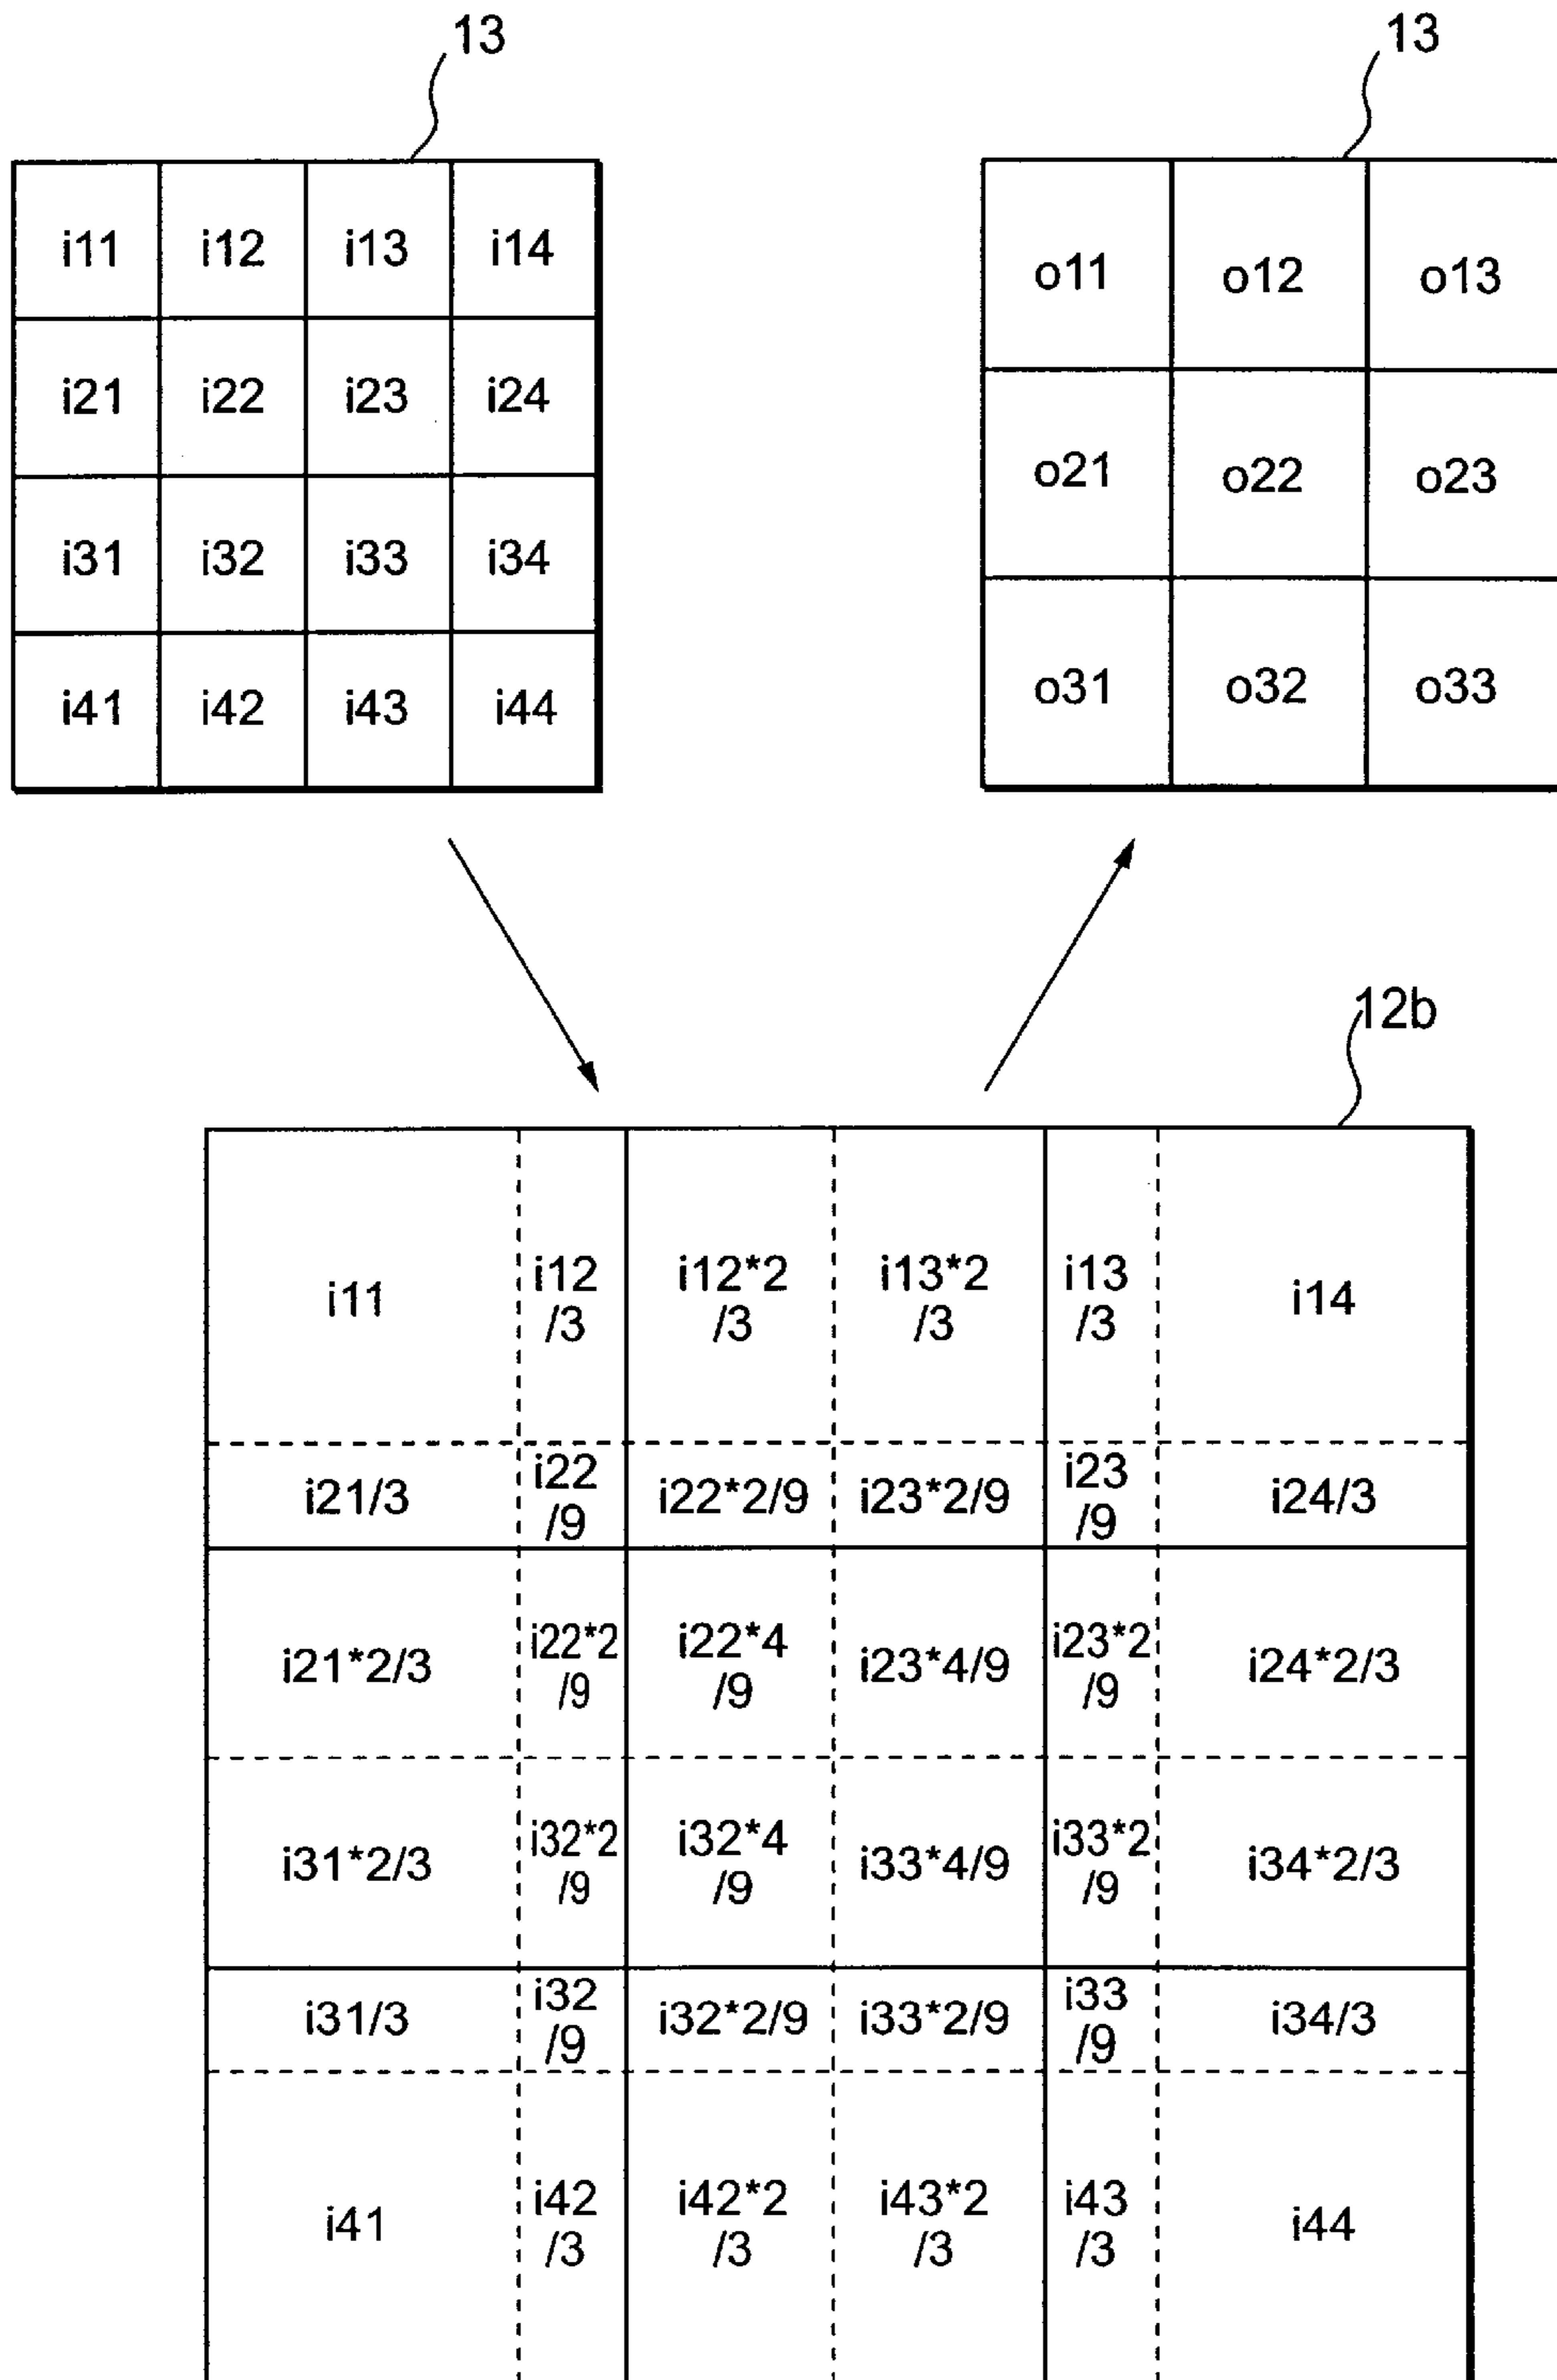 13
13
i11 i12 i13 i14
i21 i22 i23 i24
i31 i32 i33 i34
i41 i42 i43 i44
o11 o12 o13
o21 o22 o23
o31 o32 o33
12b
i11 i12 /3 i12*2 /3 i13*2 /3 i13 /3 i14
i21/3 i22 /9 i22*2/9 i23*2/9 i23 /9 i24/3
i21*2/3 i22*2 /9 i22*4 /9 i23*4/9 i23*2 /9 i24*2/3
i31*2/3 i32*2 /9 i32*4 /9 i33*4/9 i33*2 /9 i34*2/3
i31/3 i32 /9 i32*2/9 i33*2/9 i33 /9 i34/3
i41 i42 /3 i42*2 /3 i43*2 /3 i43 /3 i44